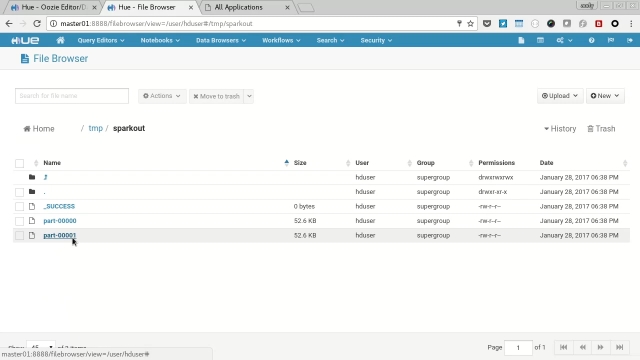 Hue - Oozie Editor/D
Hue - File Browser
All Applications
master01:8888/filebrowser/view=/user/hduser#/tmp/sparkout
HUE
Query Editors
Notebooks
Data Browsers
Workflows
Search
Security
File Browser
Search for file name
Actions
Move to trash
Upload
New
Home / tmp / sparkout
History
Trash
Name Size User Group Permissions Date
hduser supergroup drwxrwxrwx January 28, 2017 06:38 PM
. hduser supergroup drwxr-xr-x January 28, 2017 06:38 PM
_SUCCESS 0 bytes hduser supergroup -rw-r--r-- January 28, 2017 06:38 PM
part-00000 52.6 KB hduser supergroup -rw-r--r-- January 28, 2017 06:38 PM
part-00001 52.6 KB hduser supergroup -rw-r--r-- January 28, 2017 06:38 PM
Show 45
Page 1 of 1
master01:8888/filebrowser/view=/user/hduser#